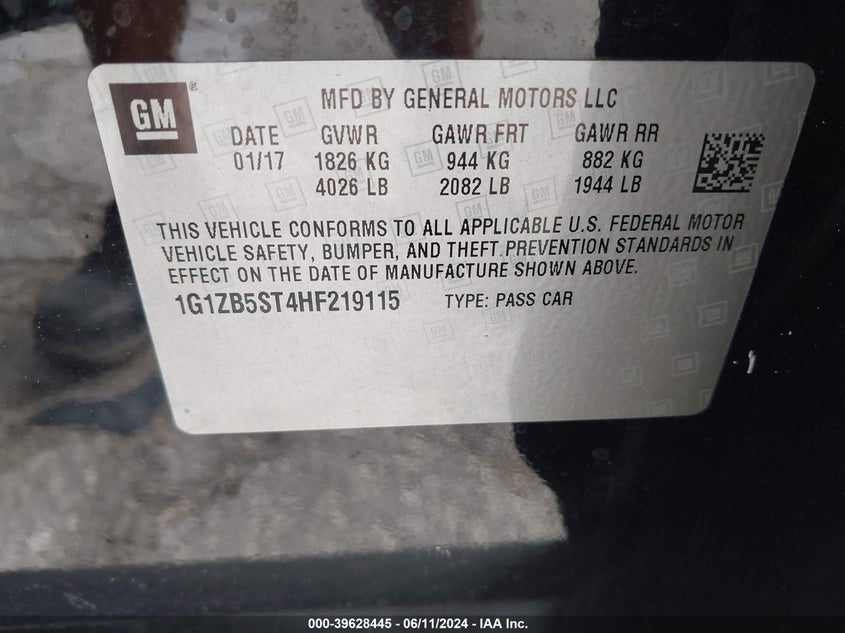 GM
MFD BY GENERAL MOTORS LLC
DATE GVWR GAWR FRT GAWR RR
01/17 1826 KG 944 KG 882 KG
4026 LB 2082 LB 1944 LB
THIS VEHICLE CONFORMS TO ALL APPLICABLE U.S. FEDERAL MOTOR
VEHICLE SAFETY, BUMPER, AND THEFT PREVENTION STANDARDS IN
EFFECT ON THE DATE OF MANUFACTURE SHOWN ABOVE.
1G1ZB5ST4HF219115 TYPE: PASS CAR
000-39628445 - 06/11/2024 - IAA Inc.